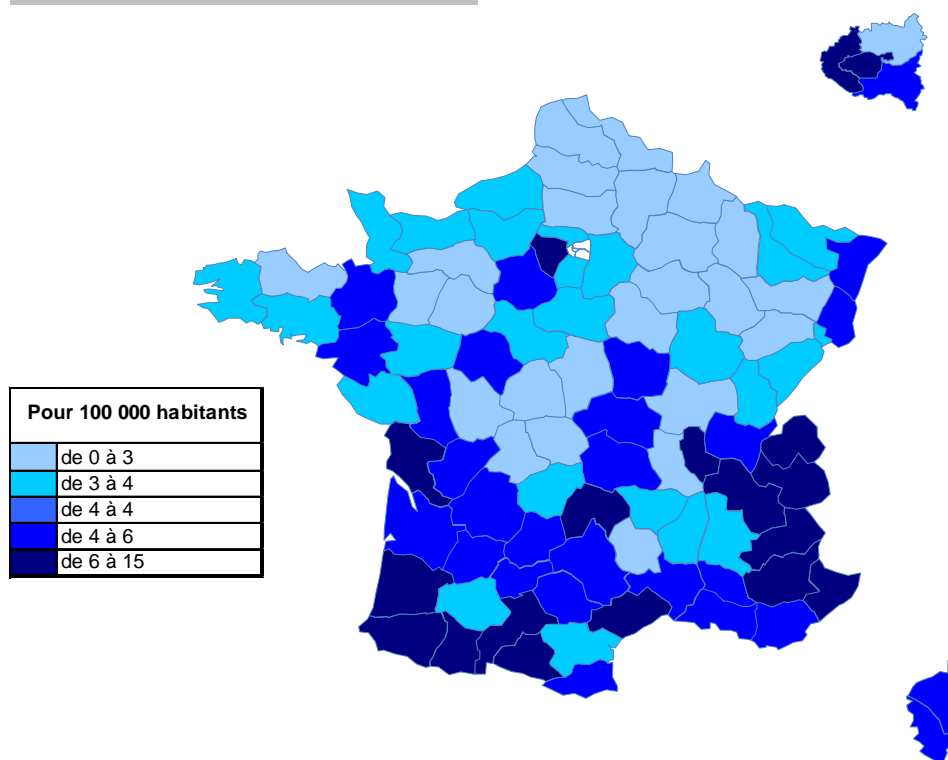 Pour 100 000 habitants
de 0 à 3
de 3 à 4
de 4 à 4
de 4 à 6
de 6 à 15